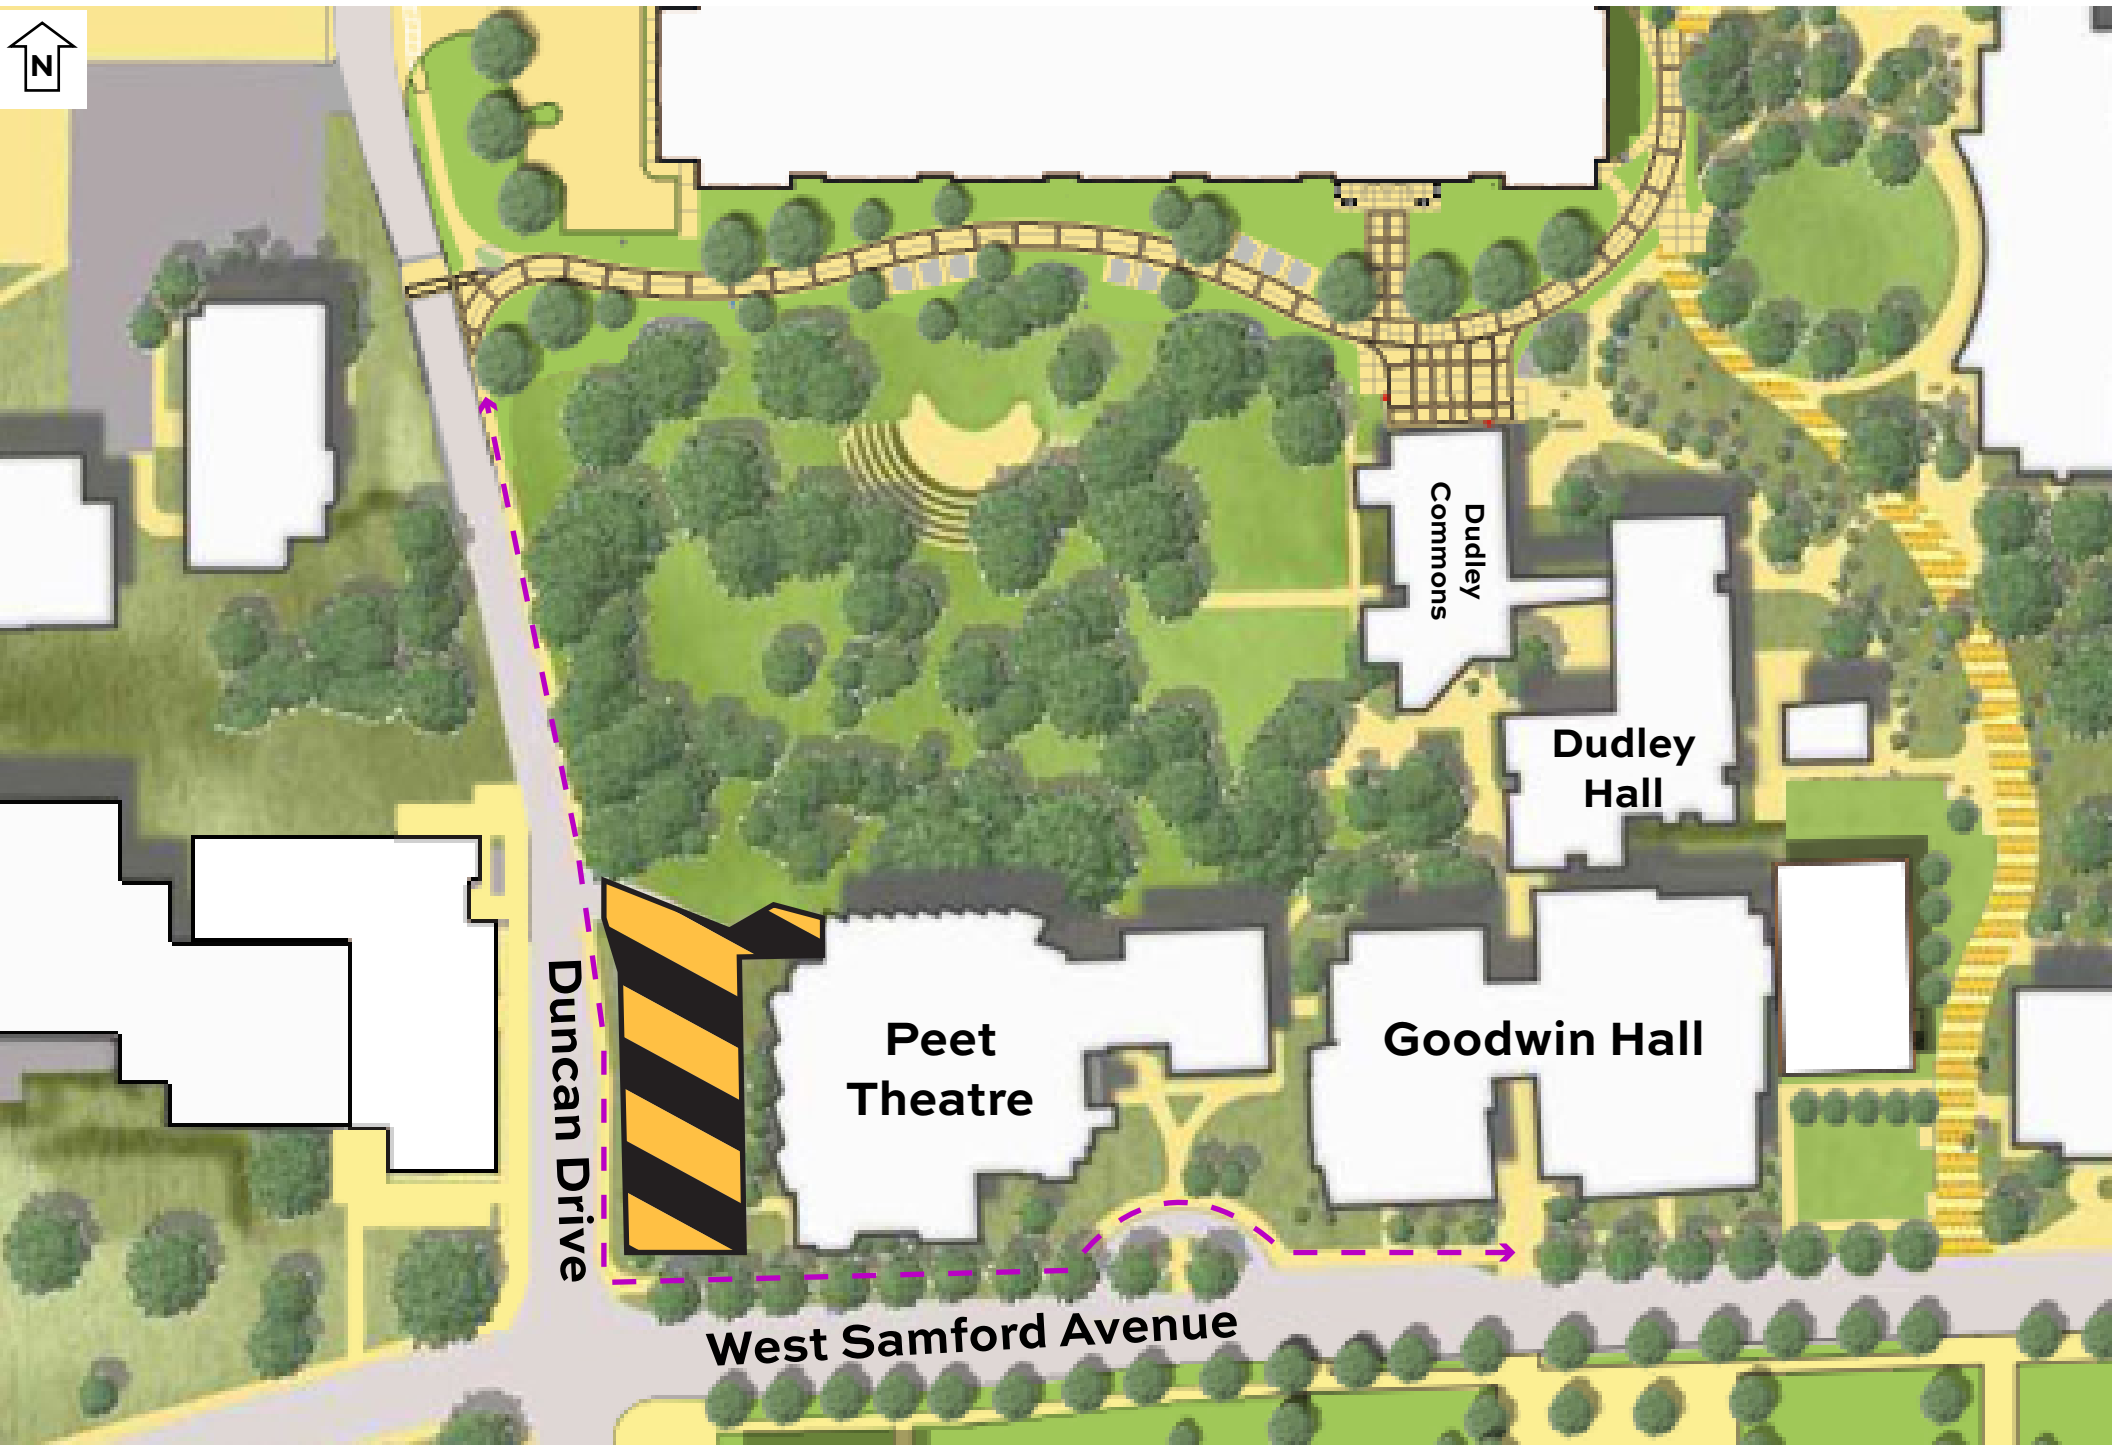 N
Dudley
Commons
Dudley
Hall
Peet
Theatre
Goodwin Hall
Duncan Drive
West Samford Avenue